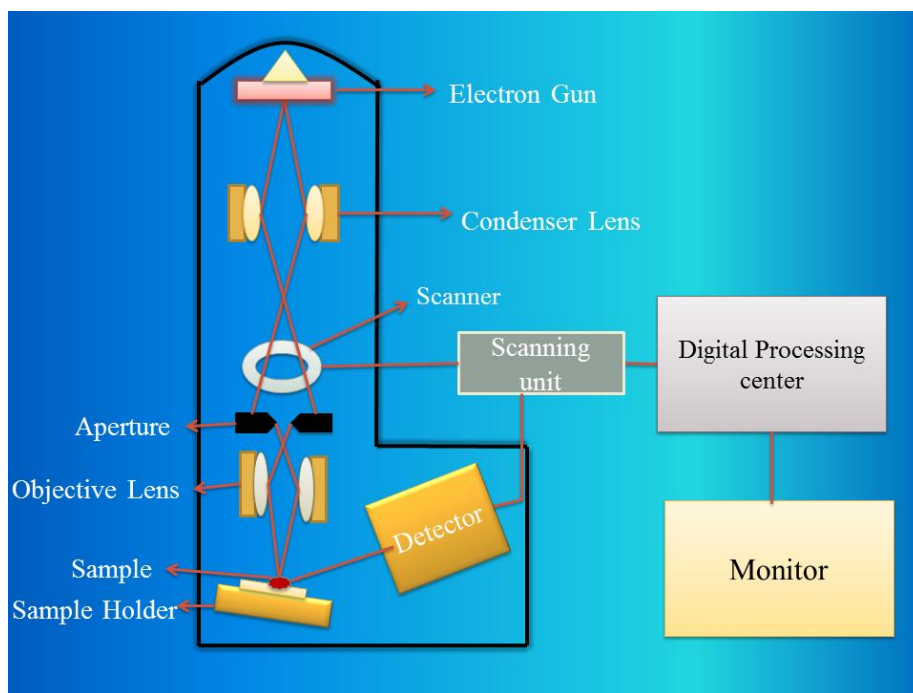 Electron Gun
Condenser Lens
Scanner
Scanning
unit
Digital Processing
center
Aperture
Objective Lens
Detector
Sample
Sample Holder
Monitor